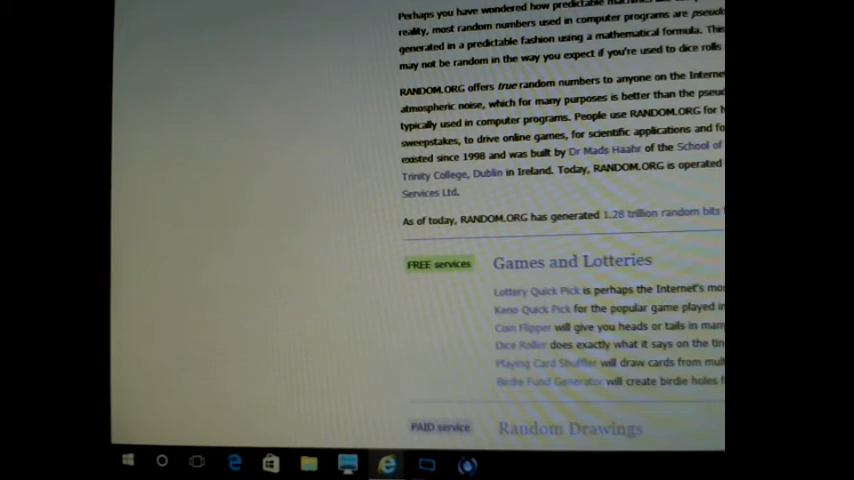 Perhaps you have wondered how predictable machines
reality, most random numbers used in computer programs are pseudo
generated in a predictable fashion using a mathematical formula. This
may not be random in the way you expect if you're used to dice rolls
RANDOM.ORG offers true random numbers to anyone on the Interne
atmospheric noise, which for many purposes is better than the pseud
typically used in computer programs. People use RANDOM.ORG for h
sweepstakes, to drive online games, for scientific applications and fo
existed since 1998 and was built by Dr Mads Haahr of the School of
Trinity College, Dublin in Ireland. Today, RANDOM.ORG is operated
Services Ltd.
As of today, RANDOM.ORG has generated 1.28 trillion random bits
FREE services
Games and Lotteries
Lottery Quick Pick is perhaps the Internet's mos
Keno Quick Pick for the popular game played in
Coin Flipper will give you heads or tails in man
Dice Roller does exactly what it says on the tin
Playing Card Shuffler will draw cards from mul
Birdie Fund Generator will create birdie holes f
PAID service
Random Drawings